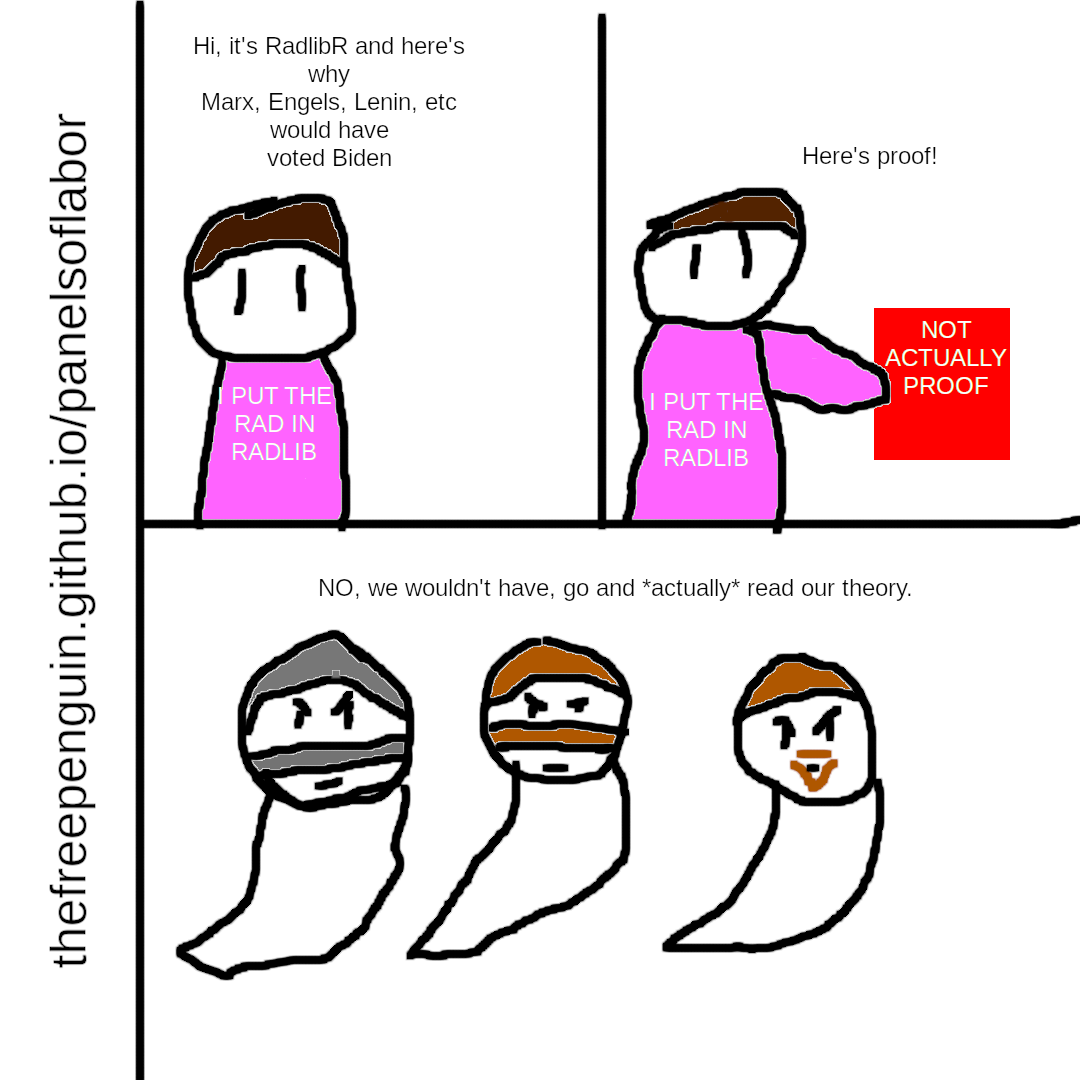 thefreepenguin.github.io/panelsoflabor
Hi, it's RadlibR and here's
why
Marx, Engels, Lenin, etc
would have
voted Biden
I PUT THE
RAD IN
RADLIB
Here's proof!
NOT
ACTUALLY
PROOF
I PUT THE
RAD IN
RADLIB
NO, we wouldn't have, go and *actually* read our theory.